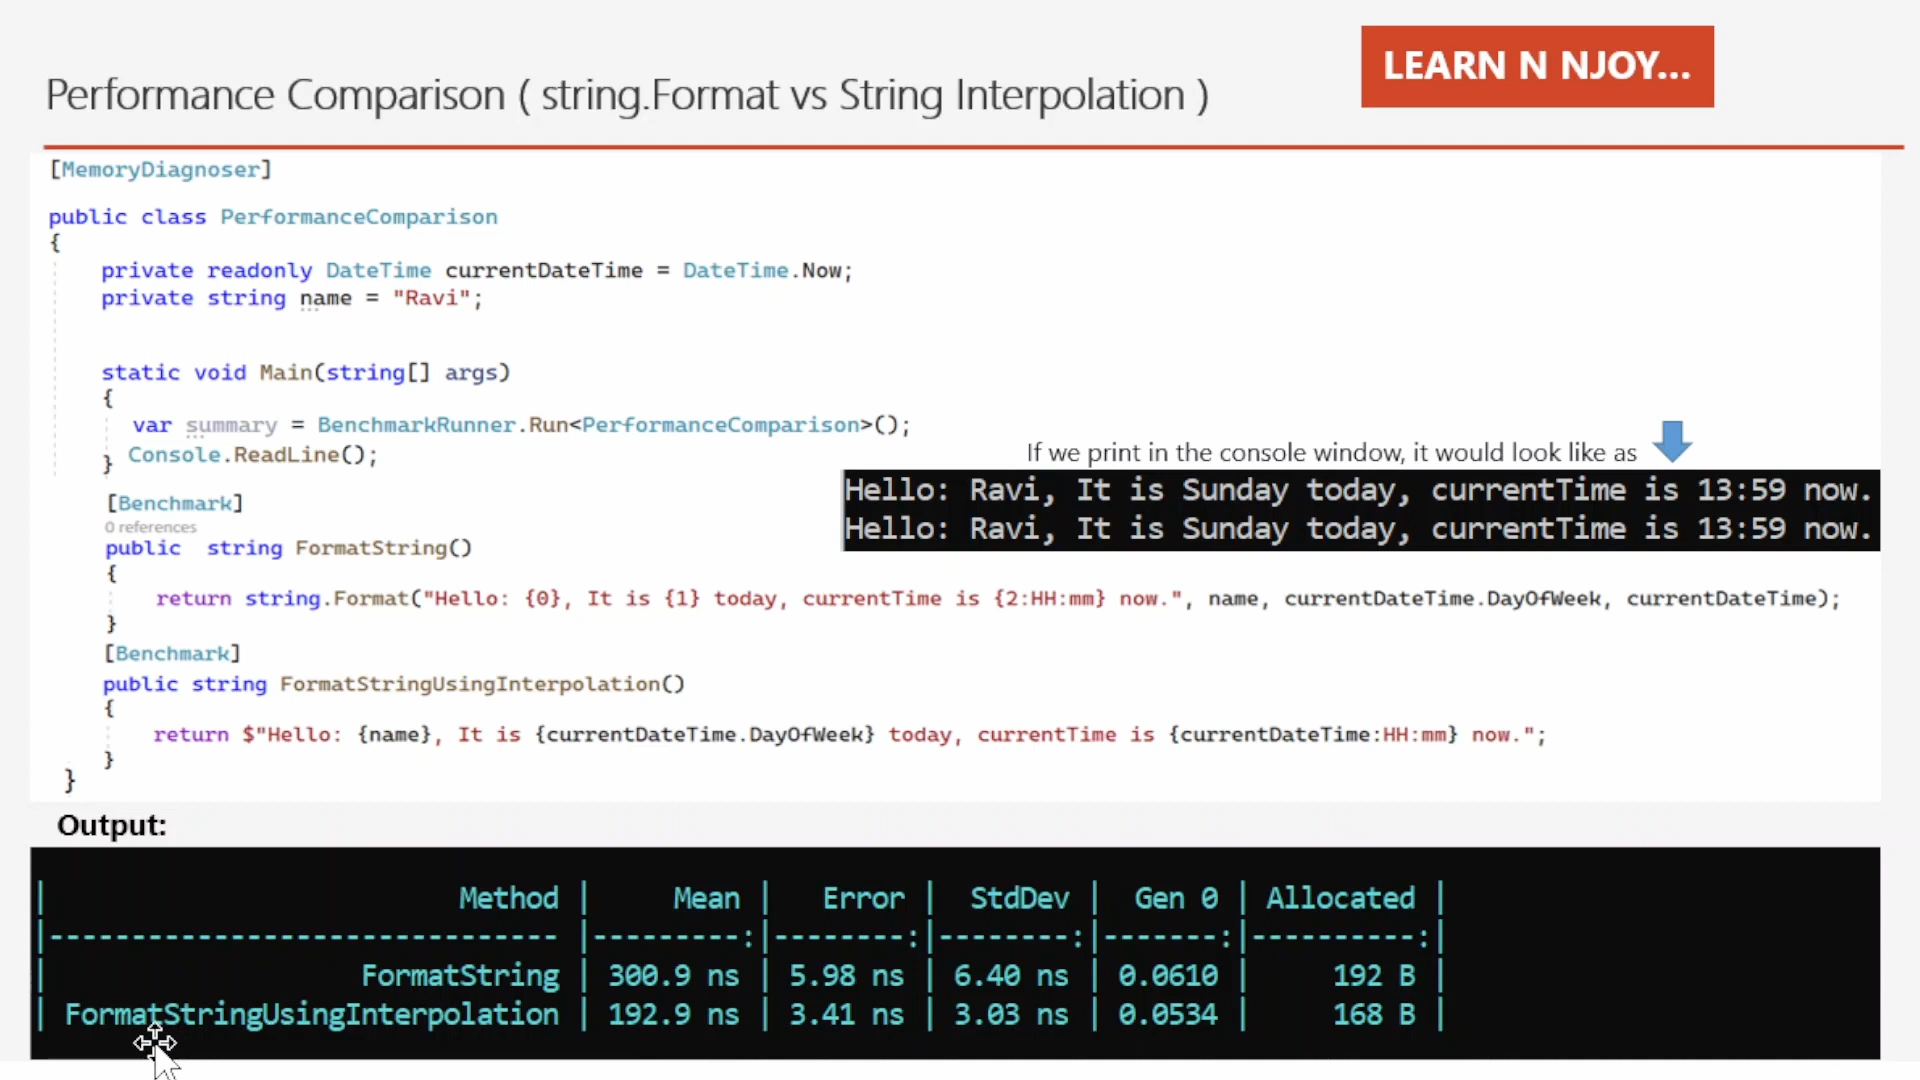 LEARN N NJOY...
Performance Comparison ( string.Format vs String Interpolation )
[MemoryDiagnoser]
public class PerformanceComparison
{
private readonly DateTime currentDateTime = DateTime.Now;
private string name = "Ravi";
static void Main(string[] args)
{
var summary = BenchmarkRunner.Run<PerformanceComparison>();
Console.ReadLine();
}
If we print in the console window, it would look like as
Hello: Ravi, It is Sunday today, currentTime is 13:59 now.
Hello: Ravi, It is Sunday today, currentTime is 13:59 now.
[Benchmark]
0 references
public string FormatString()
{
return string.Format("Hello: {0}, It is {1} today, currentTime is {2:HH:mm} now.", name, currentDateTime.DayOfWeek, currentDateTime);
}
[Benchmark]
public string FormatStringUsingInterpolation()
{
return $"Hello: {name}, It is {currentDateTime.DayOfWeek} today, currentTime is {currentDateTime:HH:mm} now.";
}
}
Output:
| Method | Mean | Error | StdDev | Gen 0 | Allocated |
|------------------------------- |---------:|--------:|--------:|-------:|----------:|
| FormatString | 300.9 ns | 5.98 ns | 6.40 ns | 0.0610 | 192 B |
| FormatStringUsingInterpolation | 192.9 ns | 3.41 ns | 3.03 ns | 0.0534 | 168 B |